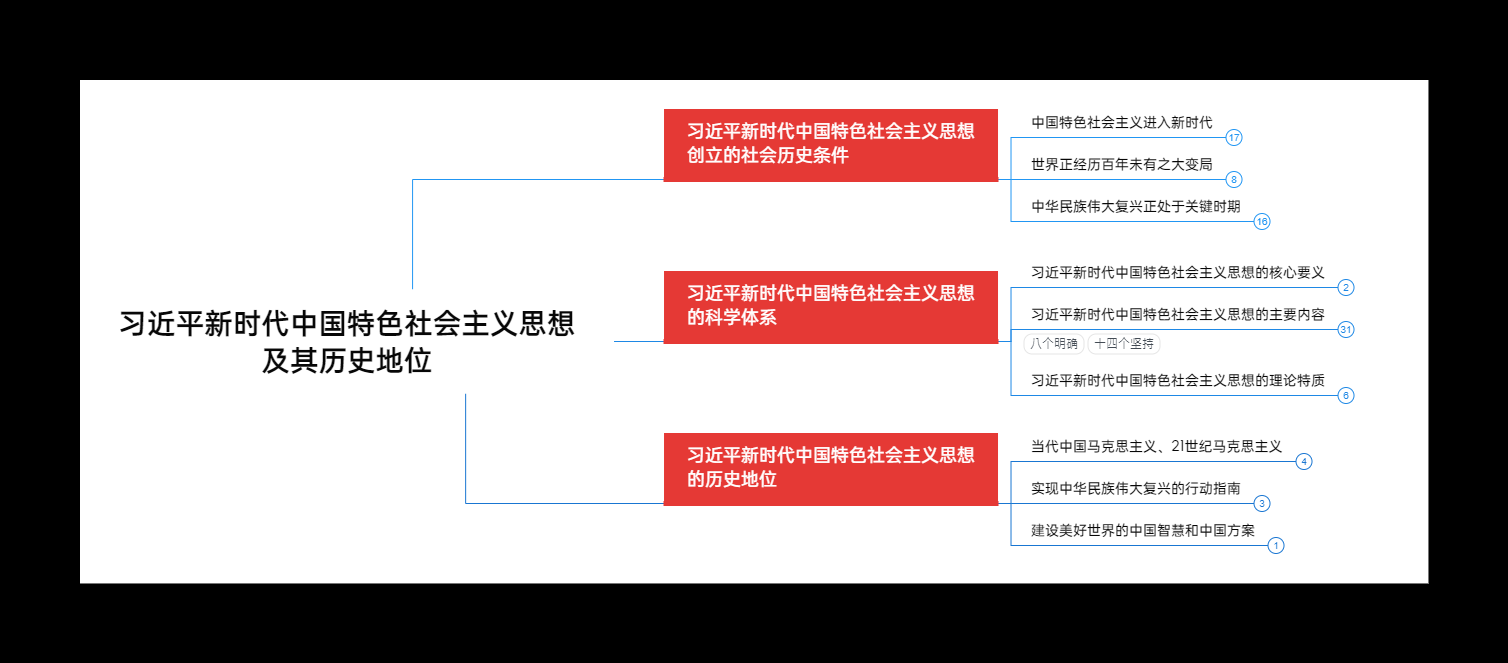 习近平新时代中国特色社会主义思想
及其历史地位
习近平新时代中国特色社会主义思想
创立的社会历史条件
中国特色社会主义进入新时代
17
世界正经历百年未有之大变局
8
中华民族伟大复兴正处于关键时期
16
习近平新时代中国特色社会主义思想
的科学体系
习近平新时代中国特色社会主义思想的核心要义
2
习近平新时代中国特色社会主义思想的主要内容
31
八个明确 十四个坚持
习近平新时代中国特色社会主义思想的理论特质
6
习近平新时代中国特色社会主义思想
的历史地位
当代中国马克思主义、21世纪马克思主义
4
实现中华民族伟大复兴的行动指南
3
建设美好世界的中国智慧和中国方案
1